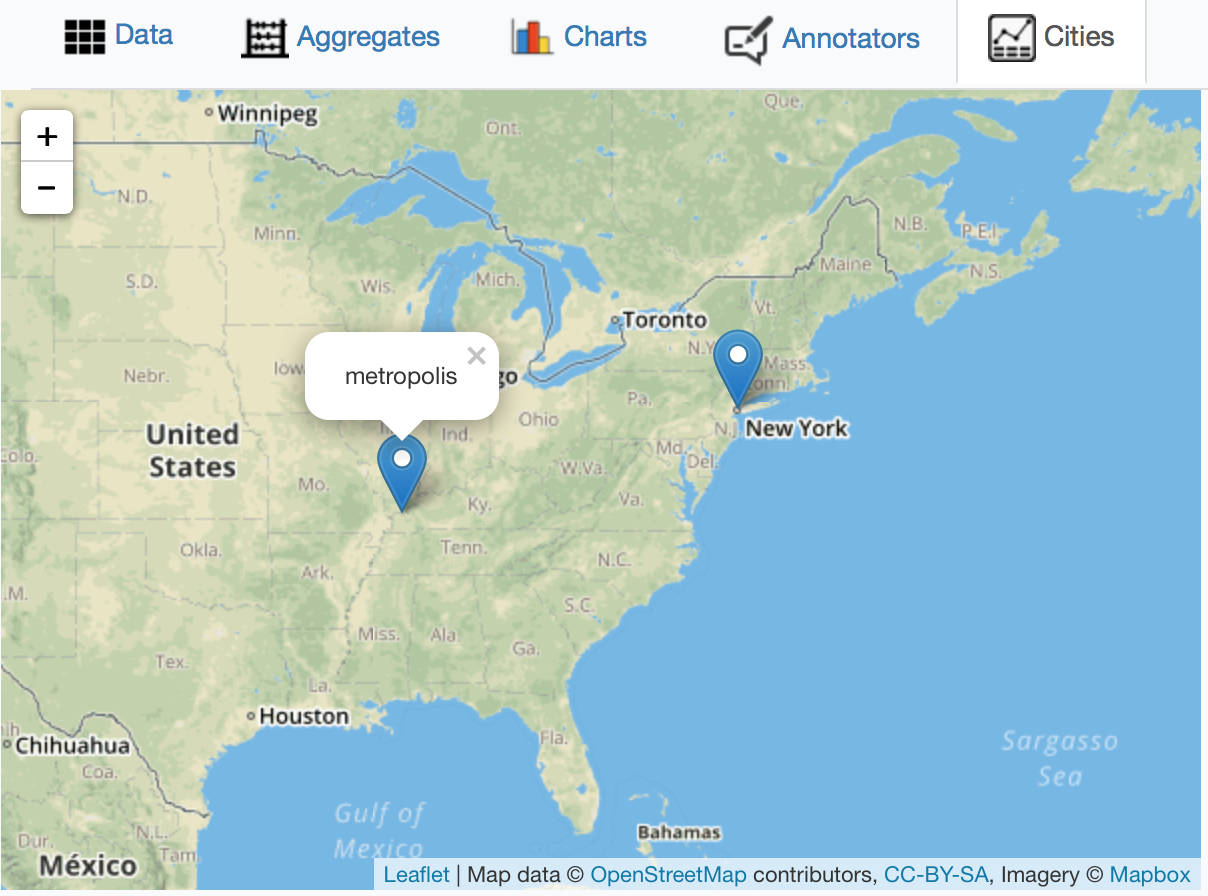 Data Aggregates Charts Annotators Cities
+
−
Que.
Winnipeg
Ont.
N.D.
N.B.
P.E.I.
Minn.
Maine
N.S.
S.D.
Wis.
Mich.
Vt.
Toronto
N.Y.
Mass.
Conn.
×
metropolis
Nebr.
Iow
go
Pa.
Ohio
United
States
Ind.
N.J.
New York
Md.
Del.
Colo.
W.Va.
Mo.
Ky.
Va.
Okla.
Tenn.
N.C.
Ark.
.M.
S.C.
Miss.
Ala.
Ga.
Tex.
La.
Houston
Fla.
Chihuahua
Coa.
Sargasso
Sea
Gulf of
Mexico
N.L.
Bahamas
Dur.
Tam.
México
Leaflet | Map data © OpenStreetMap contributors, CC-BY-SA, Imagery © Mapbox